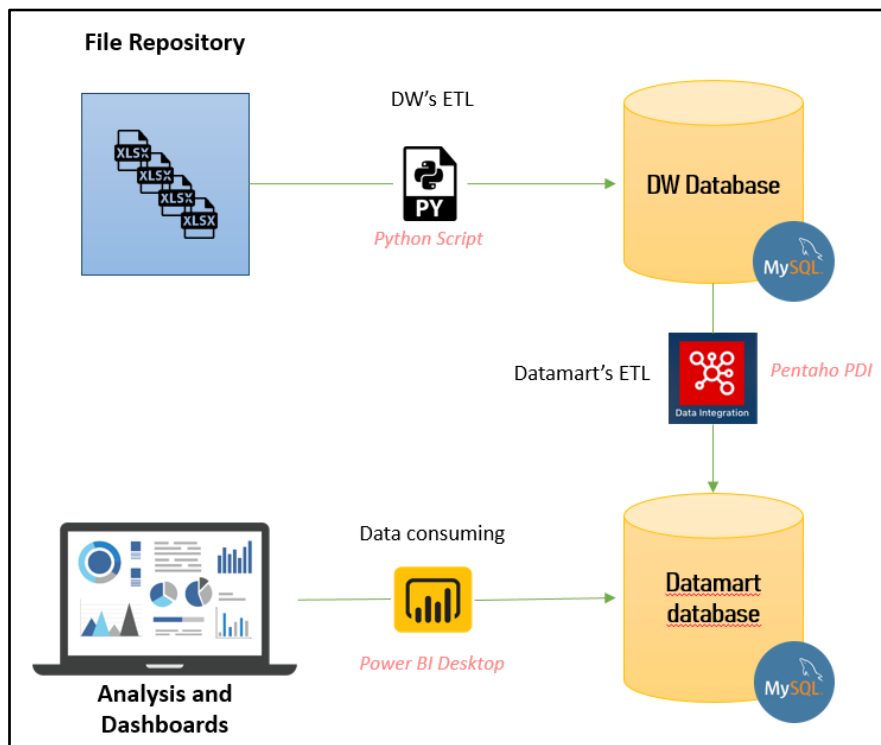 File Repository
DW's ETL
XLSX
XLSX
XLSX
XLSX
PY
Python Script
DW Database
MySQL
Datamart's ETL
Data Integration
Pentaho PDI
Data consuming
Power BI Desktop
Datamart
database
MySQL
Analysis and
Dashboards